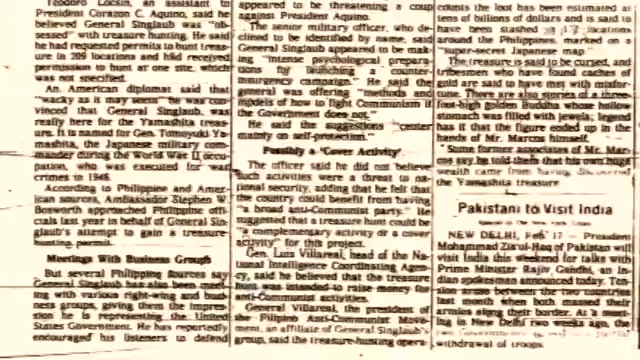 Teodoro Locsin, an assistant to
President Corazon C. Aquino, said he
believed General Singlaub was "ob-
sessed" with treasure hunting. He said
he had requested permits to hunt treas-
ure in 209 locations and had received
permission to hunt at one site, which
was not specified.
An American diplomat said that
"wacky as it may seem" he was con-
vinced that General Singlaub, was
really here for the Yamashita treas-
ure. It is named for Gen. Tomoyuki Ya-
mashita, the Japanese military com-
mander during the World War II occu-
pation, who was executed for war
crimes in 1946.
According to Philippine and Amer-
ican sources, Ambassador Stephen W.
Bosworth approached Philippine offi-
cials last year in behalf of General Sin-
glaub's attempt to gain a treasure-
hunting permit.
Meetings With Business Groups
But several Philippine sources say
General Singlaub has also been meet-
ing with various right-wing and busi-
ness groups, giving them the impres-
sion he is representing the United
States Government. He has reportedly
encouraged his listeners to defend
appeared to be threatening a coup
against President Aquino.
The senior military officer, who de-
clined to be identified by name, said
General Singlaub appeared to be mak-
ing "intense psychological prepara-
tions for launching a counter-
insurgency campaign." He said the
general was offering "methods and
models of how to fight Communism if
the Government does not."
He said the suggestions "center
mainly on self-protection."
Possibly a 'Cover Activity'
The officer said he did not believe
such activities were a threat to na-
tional security, adding that he felt that
the country could benefit from having
"a broad anti-Communist party." He
suggested that a treasure hunt could be
"a complementary activity or a cover
activity" for this project.
Gen. Luis Villareal, head of the Na-
tional Intelligence Coordinating Agen-
cy, said he believed that the treasure
hunt was intended to raise money for
anti-Communist activities.
General Villareal, the president of
the Filipino Anti-Communist Move-
ment, an affiliate of General Singlaub's
group, said the treasure-hunting opera-
counts the loot has been estimated at
tens of billions of dollars and is said to
have been stashed at 172 locations
around the Philippines, marked on a
"super-secret Japanese map."
The treasure is said to be cursed, and
tribesmen who have found caches of
gold are said to have met with misfor-
tune. There are also stories of a three-
foot-high golden Buddha whose hollow
stomach was filled with jewels; legend
has it that the figure ended up in the
hands of Mr. Marcos himself.
Some former associates of Mr. Mar-
cos say he told them that his own huge
wealth came from having discovered
the Yamashita treasure
Pakistani to Visit India
NEW DELHI, Feb. 17 — President
Mohammad Zia ul-Haq of Pakistan will
visit India this weekend for talks with
Prime Minister Rajiv Gandhi, an In-
dian spokesman announced today. Ten-
sion arose between the two countries
last month when both massed their
armies along their border. At a meet-
ing in New Delhi two weeks ago, the
withdrawal of troops.